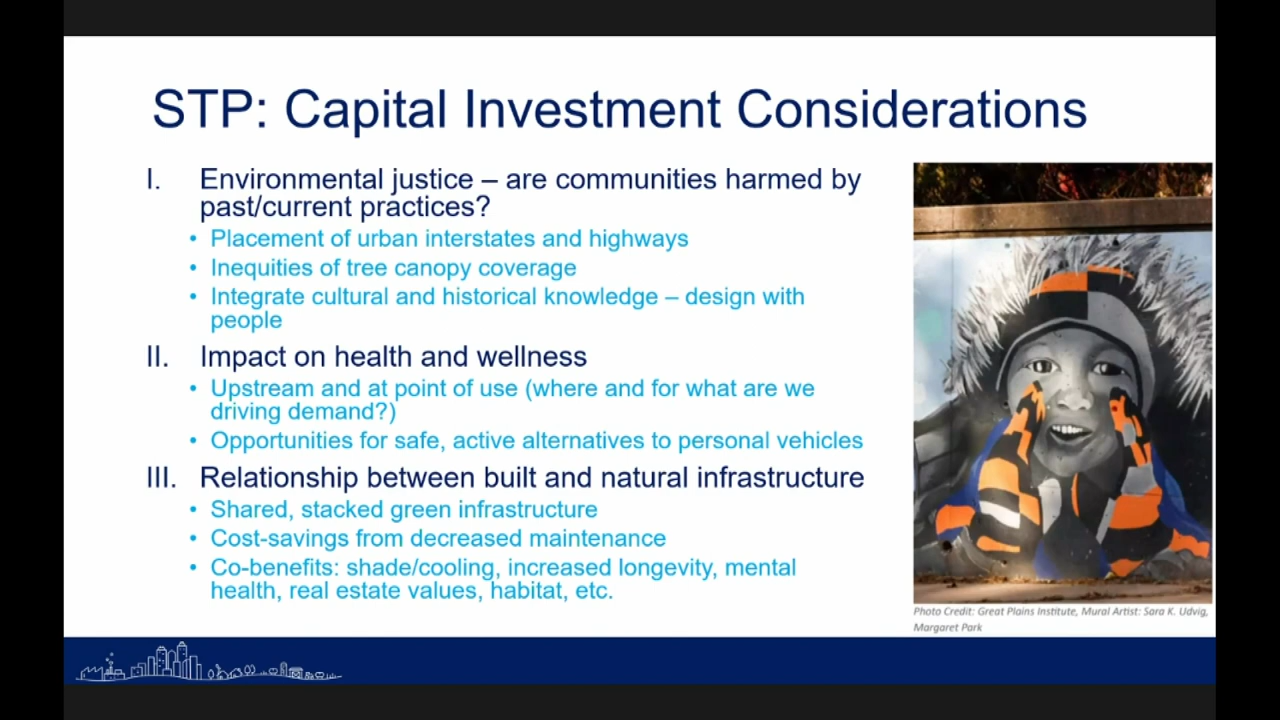 STP: Capital Investment Considerations
I. Environmental justice – are communities harmed by
past/current practices?
• Placement of urban interstates and highways
• Inequities of tree canopy coverage
• Integrate cultural and historical knowledge – design with
people
II. Impact on health and wellness
• Upstream and at point of use (where and for what are we
driving demand?)
• Opportunities for safe, active alternatives to personal vehicles
III. Relationship between built and natural infrastructure
• Shared, stacked green infrastructure
• Cost-savings from decreased maintenance
• Co-benefits: shade/cooling, increased longevity, mental
health, real estate values, habitat, etc.
Photo Credit: Great Plains Institute, Mural Artist: Sara K. Udvig,
Margaret Park